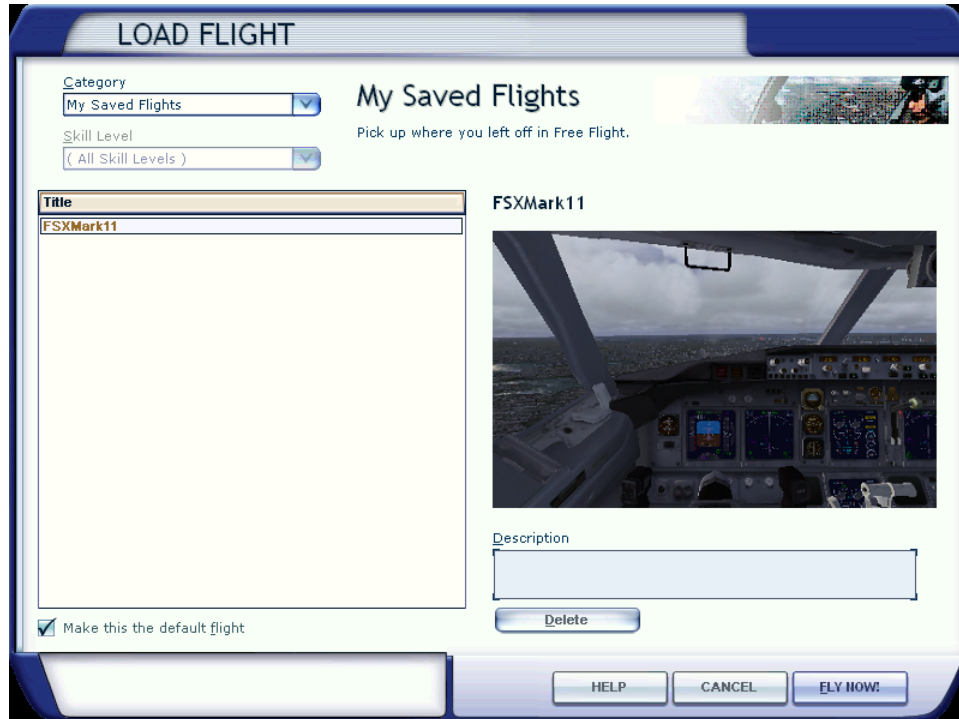 LOAD FLIGHT
Category
My Saved Flights
Skill Level
( All Skill Levels )
My Saved Flights
Pick up where you left off in Free Flight.
Title
FSXMark11
FSXMark11
Description
Delete
Make this the default flight
HELP
CANCEL
FLY NOW!